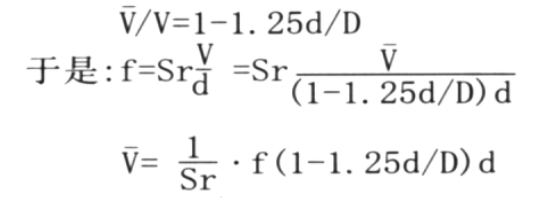 V̄/V=1-1.25d/D
于是:f=Sr V/d =Sr V̄/(1-1.25d/D)d
V̄= 1/Sr · f(1-1.25d/D)d